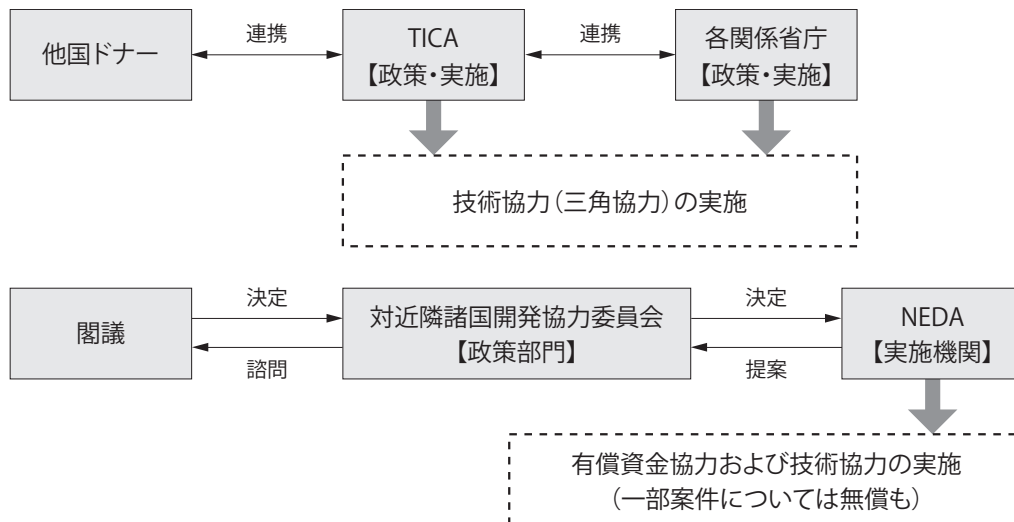 他国ドナー
連携
TICA
【政策・実施】
連携
各関係省庁
【政策・実施】
技術協力（三角協力）の実施
閣議
決定
諮問
対近隣諸国開発協力委員会
【政策部門】
決定
提案
NEDA
【実施機関】
有償資金協力および技術協力の実施
（一部案件については無償も）